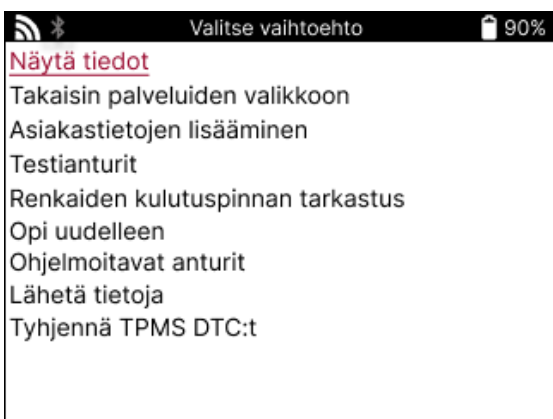 Valitse vaihtoehto 90%
Näytä tiedot
Takaisin palveluiden valikkoon
Asiakastietojen lisääminen
Testianturit
Renkaiden kulutuspinnan tarkastus
Opi uudelleen
Ohjelmoitavat anturit
Lähetä tietoja
Tyhjennä TPMS DTC:t